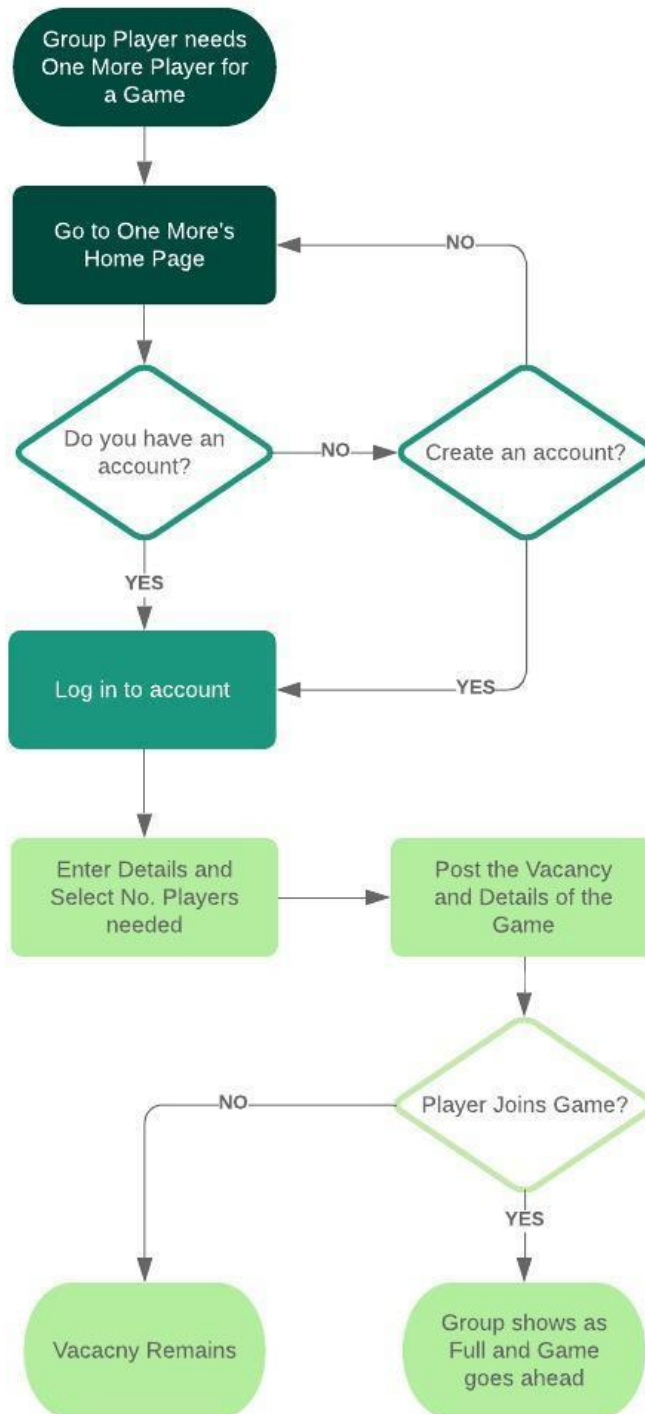 Group Player needs
One More Player for
a Game
Go to One More's
Home Page
NO
Do you have an
account?
NO
Create an account?
YES
Log in to account
YES
Enter Details and
Select No. Players
needed
Post the Vacancy
and Details of the
Game
NO
Player Joins Game?
YES
Vacacny Remains
Group shows as
Full and Game
goes ahead